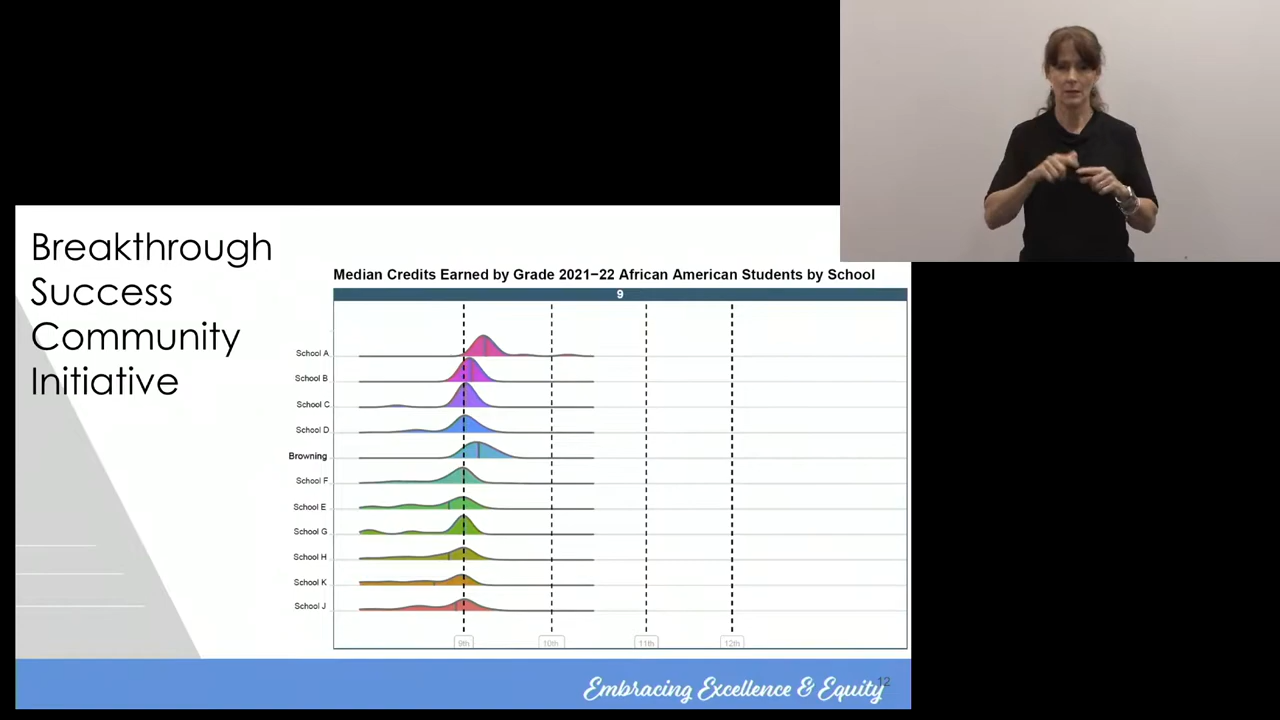 Breakthrough
Success
Community
Initiative
Median Credits Earned by Grade 2021−22 African American Students by School
9
School A
School B
School C
School D
Browning
School F
School E
School G
School H
School K
School J
9th
10th
11th
12th
Embracing Excellence & Equity
12